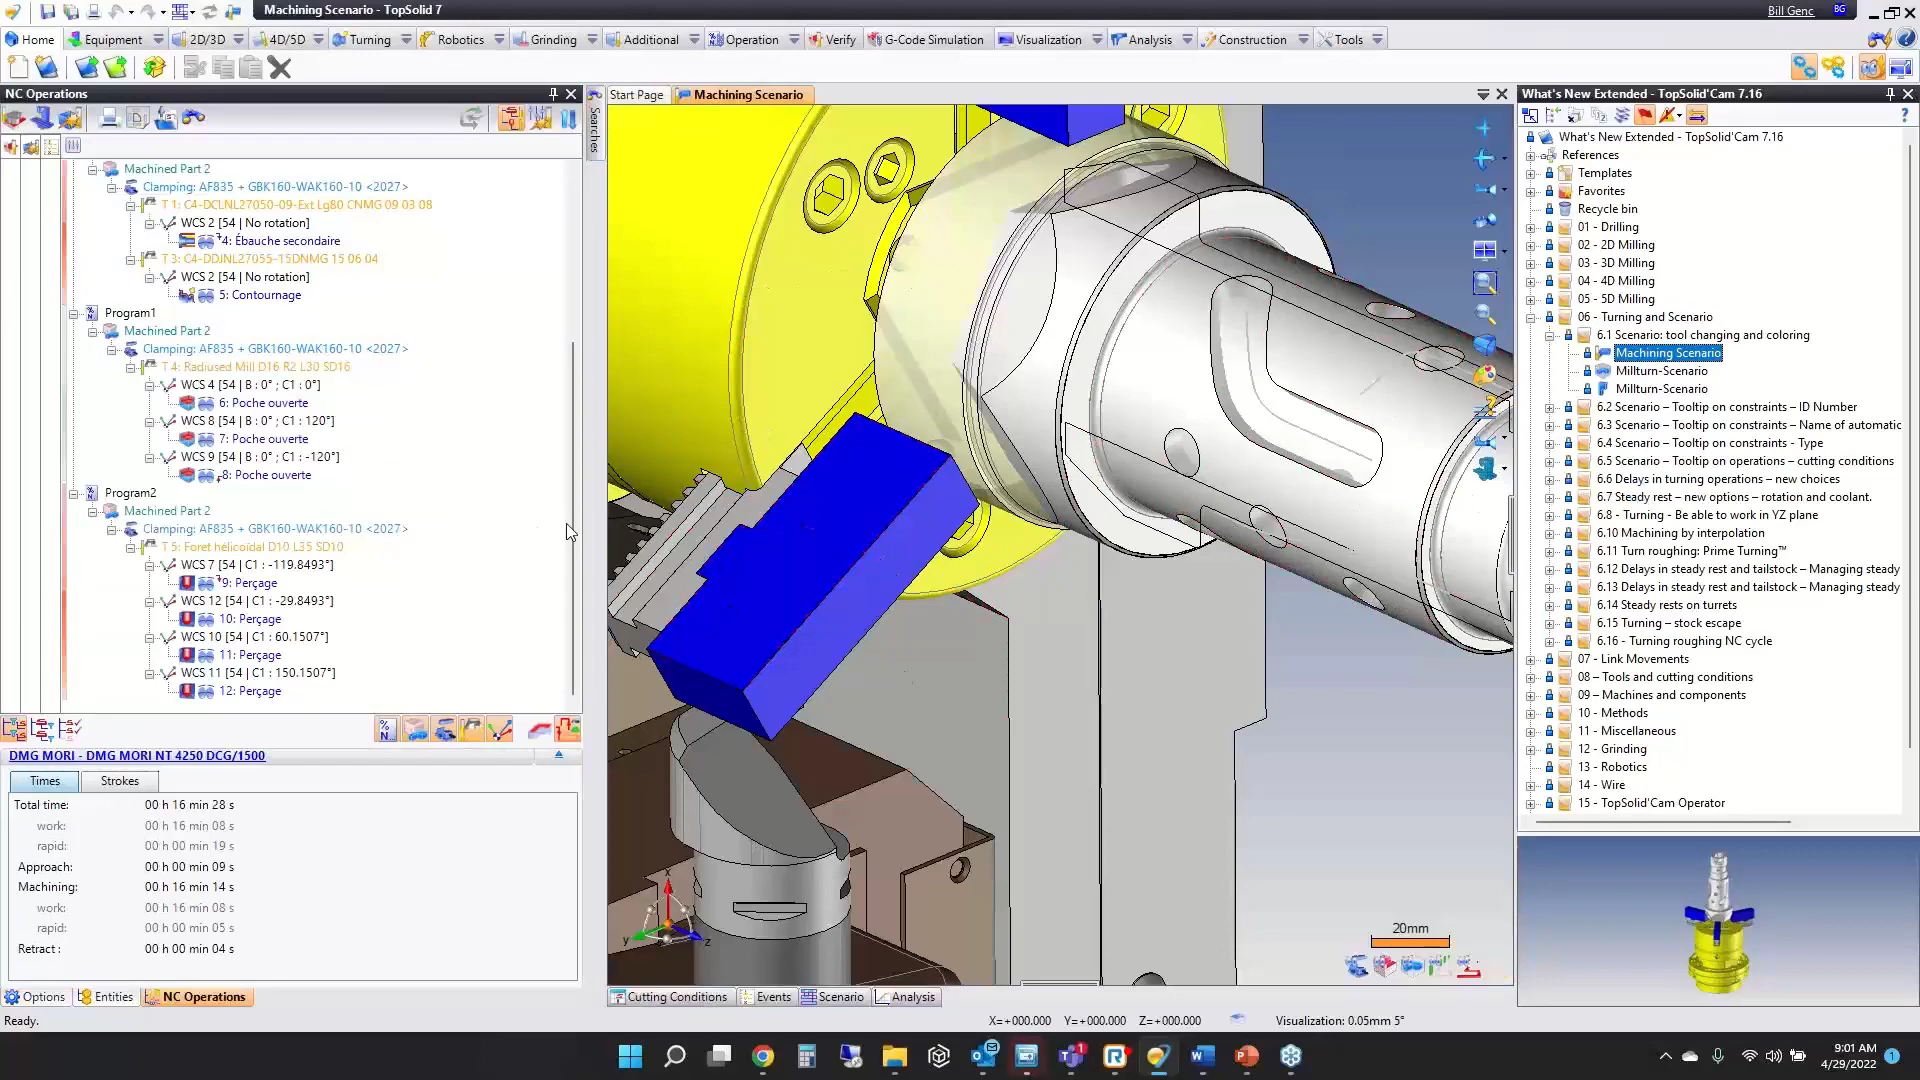 Machining Scenario - TopSolid 7
Bill Genc
BG
Home
Equipment
2D/3D
4D/5D
Turning
Robotics
Grinding
Additional
Operation
Verify
G-Code Simulation
Visualization
Analysis
Construction
Tools
NC Operations
Machined Part 2
Clamping: AF835 + GBK160-WAK160-10 <2027>
T 1: C4-DCLNL27050-09-Ext Lg80 CNMG 09 03 08
WCS 2 [54 | No rotation]
4: Ébauche secondaire
T 3: C4-DDJNL27055-15DNMG 15 06 04
WCS 2 [54 | No rotation]
5: Contournage
Program1
Machined Part 2
Clamping: AF835 + GBK160-WAK160-10 <2027>
T 4: Radiused Mill D16 R2 L30 SD16
WCS 4 [54 | B : 0° ; C1 : 0°]
6: Poche ouverte
WCS 8 [54 | B : 0° ; C1 : 120°]
7: Poche ouverte
WCS 9 [54 | B : 0° ; C1 : -120°]
8: Poche ouverte
Program2
Machined Part 2
Clamping: AF835 + GBK160-WAK160-10 <2027>
T 5: Foret hélicoïdal D10 L35 SD10
WCS 7 [54 | C1 : -119.8493°]
9: Perçage
WCS 12 [54 | C1 : -29.8493°]
10: Perçage
WCS 10 [54 | C1 : 60.1507°]
11: Perçage
WCS 11 [54 | C1 : 150.1507°]
12: Perçage
DMG MORI - DMG MORI NT 4250 DCG/1500
Times
Strokes
Total time: 00 h 16 min 28 s
work: 00 h 16 min 08 s
rapid: 00 h 00 min 19 s
Approach: 00 h 00 min 09 s
Machining: 00 h 16 min 14 s
work: 00 h 16 min 08 s
rapid: 00 h 00 min 05 s
Retract : 00 h 00 min 04 s
Options
Entities
NC Operations
Ready.
Searches
Start Page
Machining Scenario
x
y
z
20mm
Cutting Conditions
Events
Scenario
Analysis
X=+000.000 Y=+000.000 Z=+000.000
Visualization: 0.05mm 5°
What's New Extended - TopSolid'Cam 7.16
What's New Extended - TopSolid'Cam 7.16
References
Templates
Favorites
Recycle bin
01 - Drilling
02 - 2D Milling
03 - 3D Milling
04 - 4D Milling
05 - 5D Milling
06 - Turning and Scenario
6.1 Scenario: tool changing and coloring
Machining Scenario
Millturn-Scenario
Millturn-Scenario
6.2 Scenario – Tooltip on constraints – ID Number
6.3 Scenario – Tooltip on constraints – Name of automatic
6.4 Scenario – Tooltip on constraints - Type
6.5 Scenario – Tooltip on operations – cutting conditions
6.6 Delays in turning operations – new choices
6.7 Steady rest – new options – rotation and coolant.
6.8 - Turning - Be able to work in YZ plane
6.10 Machining by interpolation
6.11 Turn roughing: Prime Turning™
6.12 Delays in steady rest and tailstock – Managing steady
6.13 Delays in steady rest and tailstock – Managing steady
6.14 Steady rests on turrets
6.15 Turning – stock escape
6.16 - Turning roughing NC cycle
07 - Link Movements
08 – Tools and cutting conditions
09 – Machines and components
10 - Methods
11 - Miscellaneous
12 - Grinding
13 - Robotics
14 - Wire
15 - TopSolid'Cam Operator
9:01 AM
4/29/2022
1